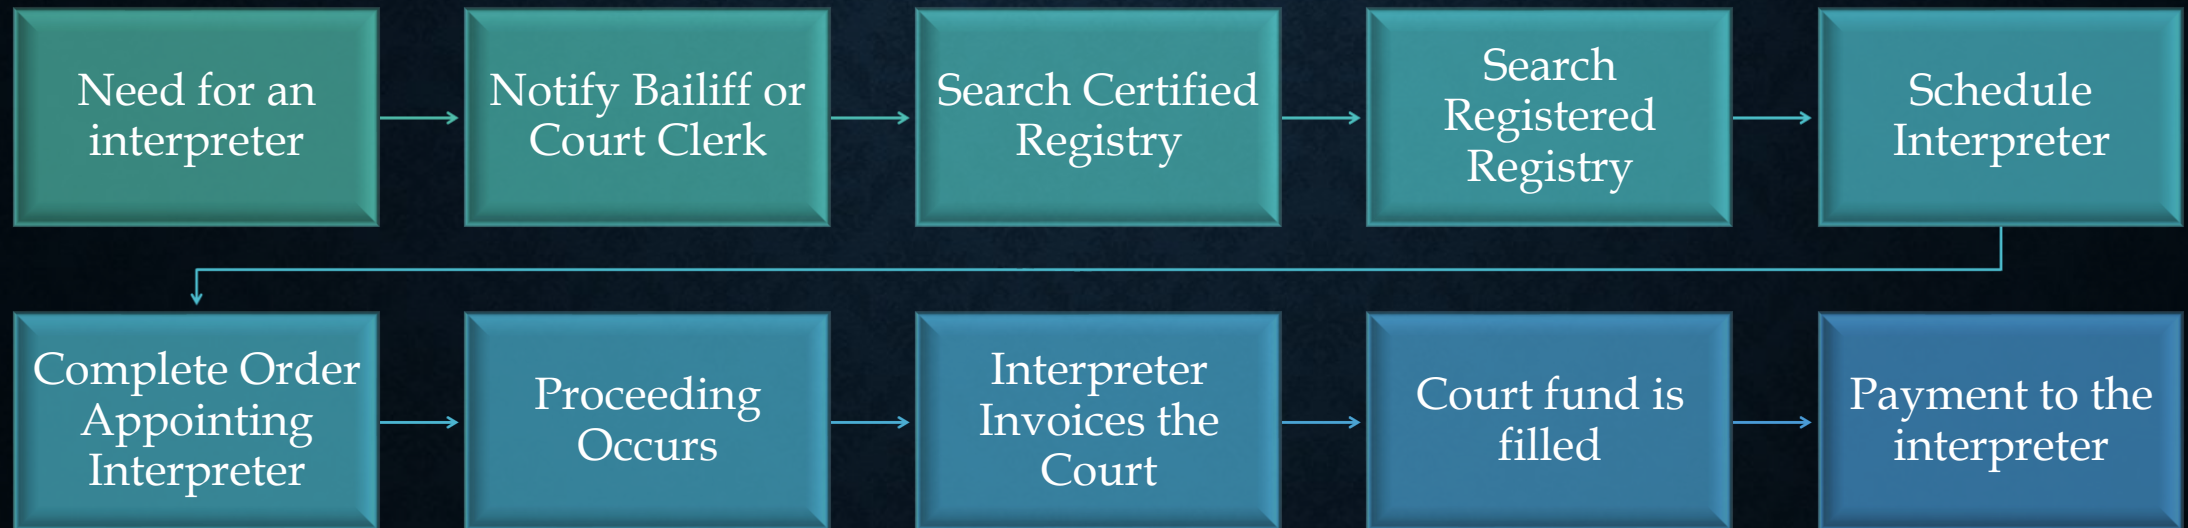 Need for an
interpreter
Notify Bailiff or
Court Clerk
Search Certified
Registry
Search
Registered
Registry
Schedule
Interpreter
Complete Order
Appointing
Interpreter
Proceeding
Occurs
Interpreter
Invoices the
Court
Court fund is
filled
Payment to the
interpreter